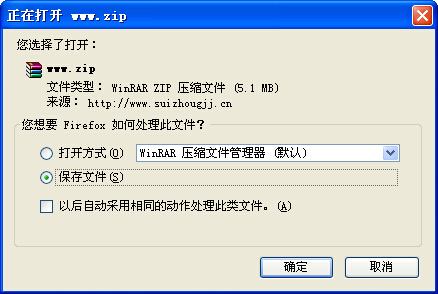 正在打开 www.zip
您选择了打开：
www.zip
文件类型： WinRAR ZIP 压缩文件 (5.1 MB)
来源： http://www.suizhougjj.cn
您想要 Firefox 如何处理此文件？
打开方式(O) WinRAR 压缩文件管理器 (默认)
保存文件(S)
以后自动采用相同的动作处理此类文件。(A)
确定 取消